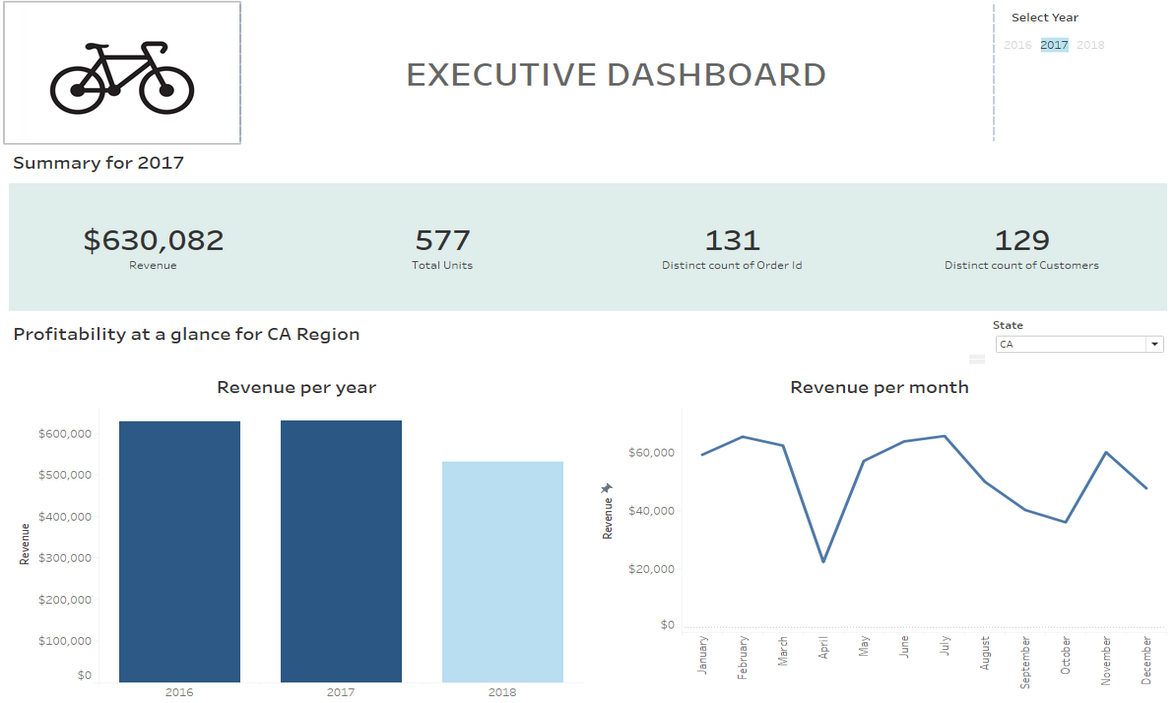 Select Year
2016 2017 2018
EXECUTIVE DASHBOARD
Summary for 2017
$630,082
Revenue
577
Total Units
131
Distinct count of Order Id
129
Distinct count of Customers
Profitability at a glance for CA Region
State
CA
Revenue per year
Revenue
$600,000
$500,000
$400,000
$300,000
$200,000
$100,000
$0
2016
2017
2018
Revenue per month
Revenue
$60,000
$40,000
$20,000
$0
January
February
March
April
May
June
July
August
September
October
November
December